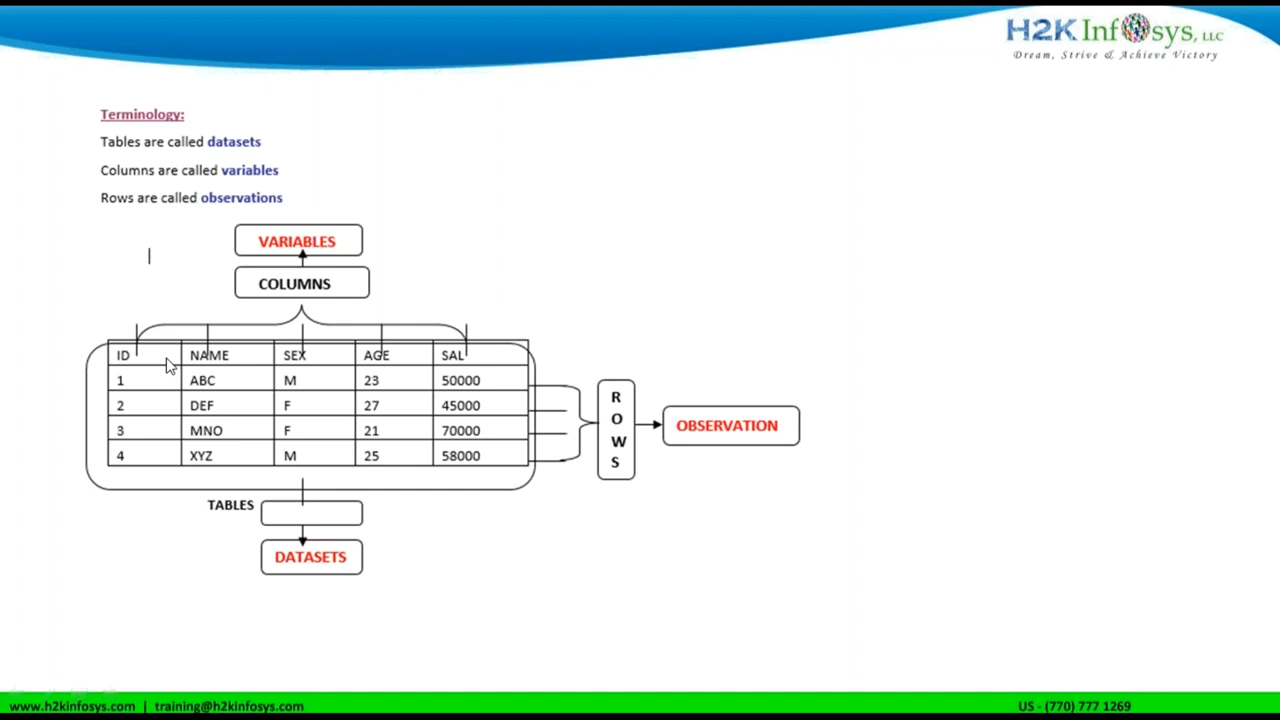 H2K Infosys, LLC
Dream, Strive & Achieve Victory
Terminology:
Tables are called datasets
Columns are called variables
Rows are called observations
VARIABLES
COLUMNS
ID NAME SEX AGE SAL
1 ABC M 23 50000
2 DEF F 27 45000
3 MNO F 21 70000
4 XYZ M 25 58000
ROWS
OBSERVATION
TABLES
DATASETS
www.h2kinfosys.com | training@h2kinfosys.com US - (770) 777 1269